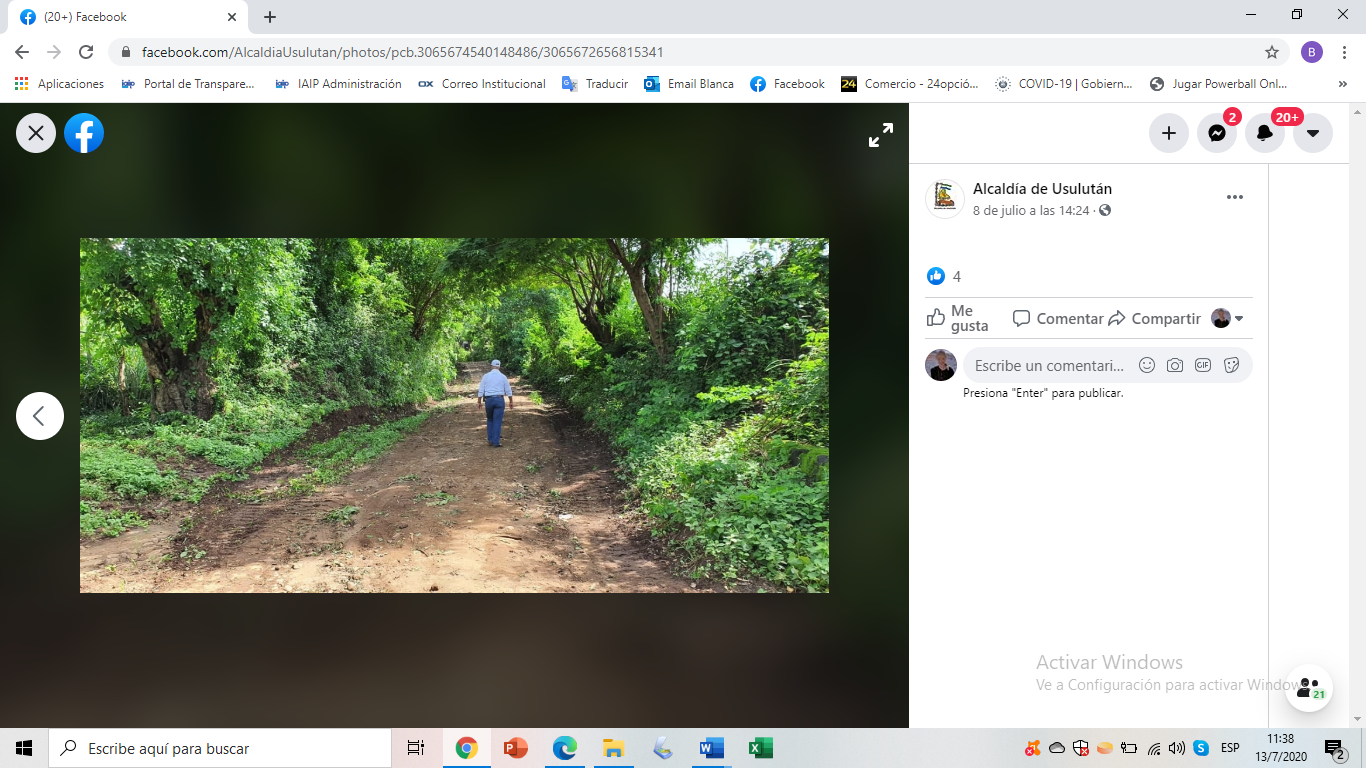 (20+) Facebook
facebook.com/AlcaldiaUsulutan/photos/pcb.3065674540148486/3065672656815341
B
Aplicaciones
Portal de Transpare...
IAIP Administración
Correo Institucional
Traducir
Email Blanca
Facebook
24
Comercio - 24opció...
COVID-19 | Gobiern...
Jugar Powerball Onl...
»
2
20+
Alcaldía de Usulután
8 de julio a las 14:24 ·
4
Me gusta
Comentar
Compartir
Escribe un comentari...
GIF
Presiona "Enter" para publicar.
Activar Windows
Ve a Configuración para activar Windows.
21
Escribe aquí para buscar
ESP
11:38
13/7/2020
2